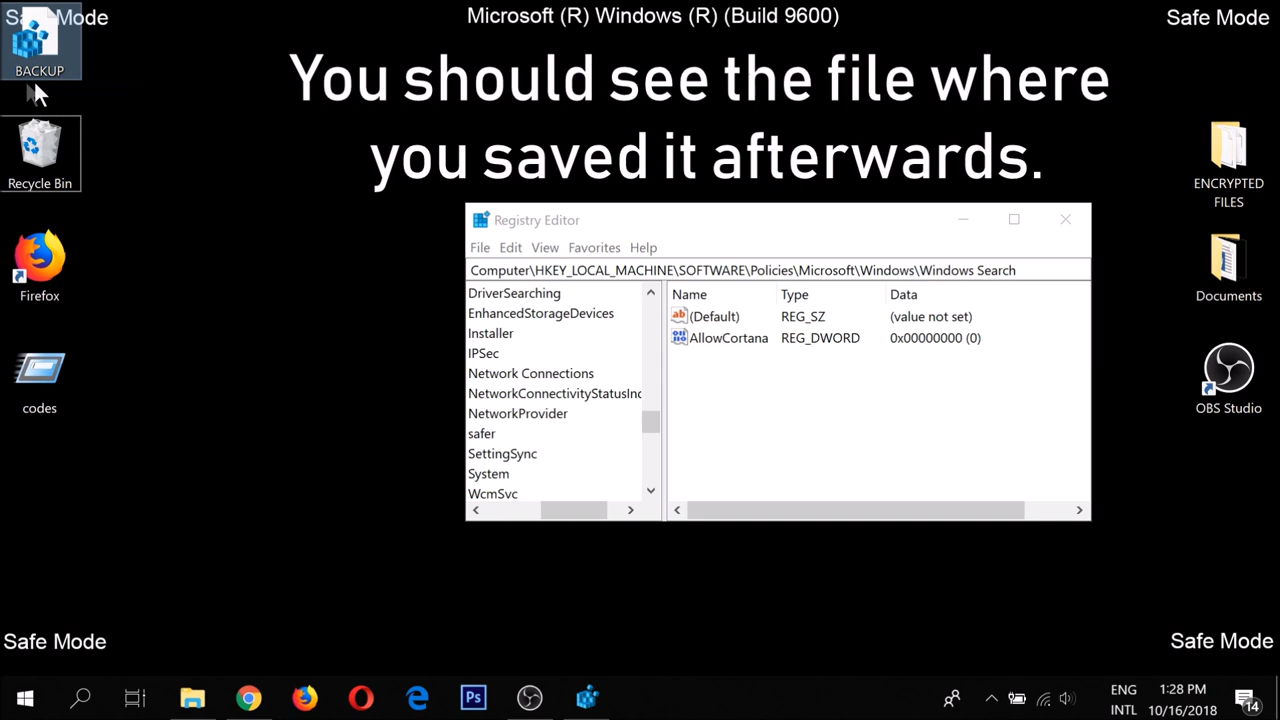 Safe Mode
Microsoft (R) Windows (R) (Build 9600)
Safe Mode
BACKUP
You should see the file where
you saved it afterwards.
Recycle Bin
ENCRYPTED
FILES
Firefox
Documents
codes
OBS Studio
Registry Editor
File Edit View Favorites Help
Computer\HKEY_LOCAL_MACHINE\SOFTWARE\Policies\Microsoft\Windows\Windows Search
DriverSearching
EnhancedStorageDevices
Installer
IPSec
Network Connections
NetworkConnectivityStatusInc
NetworkProvider
safer
SettingSync
System
WcmSvc
Name Type Data
ab (Default) REG_SZ (value not set)
AllowCortana REG_DWORD 0x00000000 (0)
Safe Mode
Safe Mode
Ps
ENG
INTL
1:28 PM
10/16/2018
14